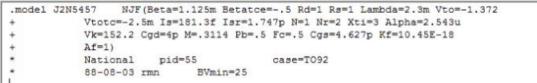 .model J2N5457 NJF(Beta=1.125m Betatce=-.5 Rd=1 Rs=1 Lambda=2.3m Vto=-1.372
+ Vtotc=-2.5m Is=181.3f Isr=1.747p N=1 Nr=2 Xti=3 Alpha=2.543u
+ Vk=152.2 Cgd=4p M=.3114 Pb=.5 Fc=.5 Cgs=4.627p Kf=10.45E-18
+ Af=1)
* National pid=55 case=TO92
* 88-08-03 rmn BVmin=25